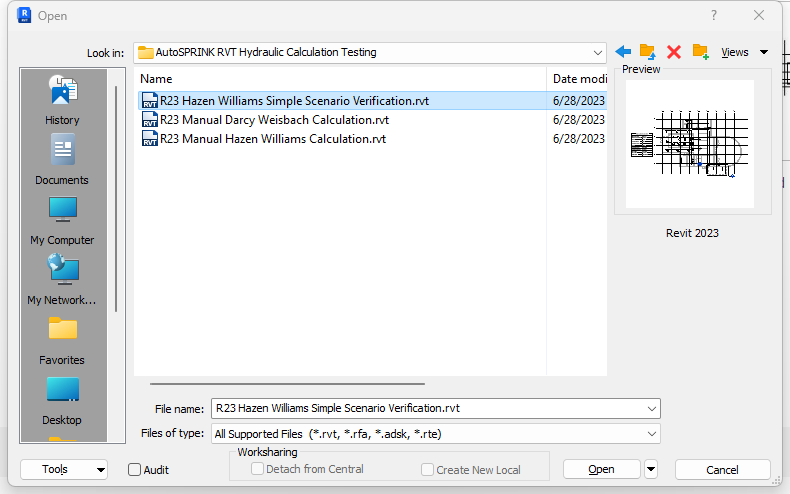 Open
Look in:
AutoSPRINK RVT Hydraulic Calculation Testing
Views
Name
Date modi
Preview
R23 Hazen Williams Simple Scenario Verification.rvt
6/28/2023
R23 Manual Darcy Weisbach Calculation.rvt
6/28/2023
R23 Manual Hazen Williams Calculation.rvt
6/28/2023
RVT
RVT
RVT
History
Documents
My Computer
My Network...
Favorites
Desktop
Revit 2023
File name:
R23 Hazen Williams Simple Scenario Verification.rvt
Files of type:
All Supported Files (*.rvt, *.rfa, *.adsk, *.rte)
Worksharing
Tools
Audit
Detach from Central
Create New Local
Open
Cancel